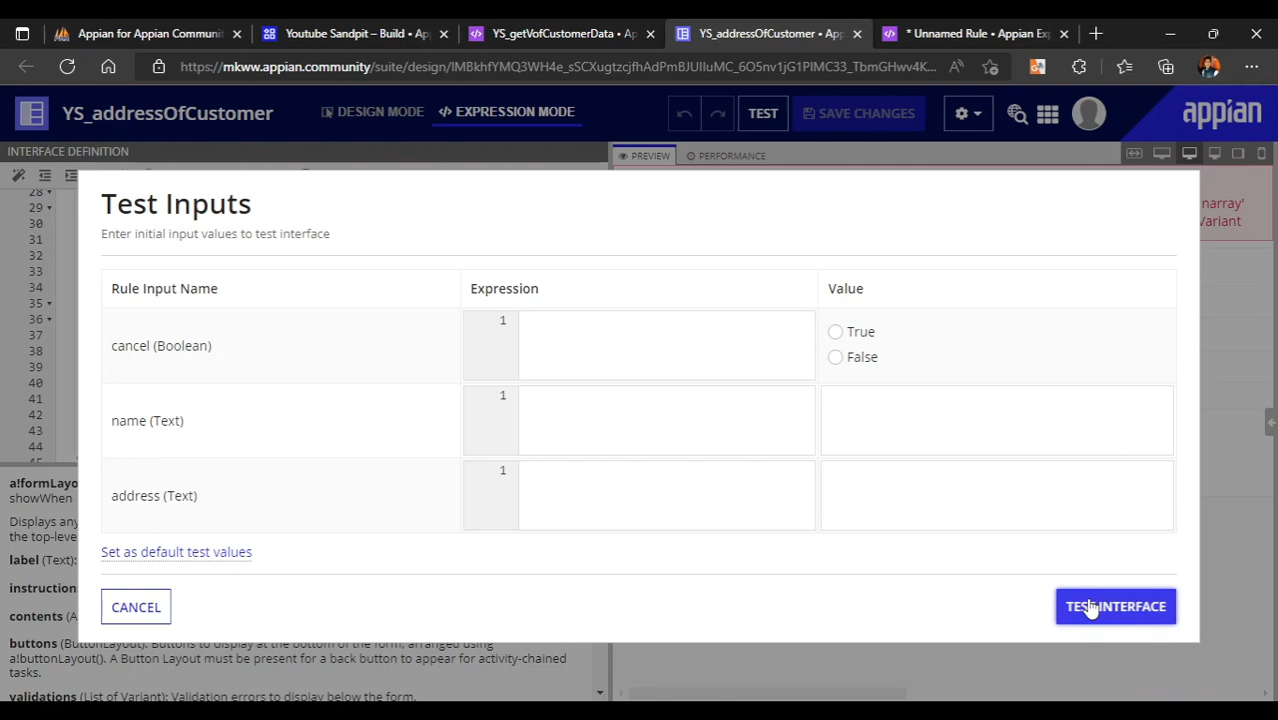 Appian for Appian Communit
Youtube Sandpit – Build • Ap
YS_getVofCustomerData • Ap
YS_addressOfCustomer • App
* Unnamed Rule • Appian Ex
https://mkww.appian.community/suite/design/
YS_addressOfCustomer
DESIGN MODE
EXPRESSION MODE
TEST
SAVE CHANGES
appian
INTERFACE DEFINITION
PREVIEW
PERFORMANCE
28
29
30
31
32
33
34
35
36
37
38
39
40
41
42
43
44
narray'
Variant
Test Inputs
Enter initial input values to test interface
Rule Input Name
Expression
Value
cancel (Boolean)
1
True
False
name (Text)
1
address (Text)
1
Set as default test values
CANCEL
TEST INTERFACE
a!formLayo
showWhen
Displays any
the top-leve
label (Text):
instruction
contents (A
buttons (ButtonLayout): Buttons to display at the bottom of the form, arranged using
a!buttonLayout(). A Button Layout must be present for a back button to appear for activity-chained
tasks.
validations (List of Variant): Validation errors to display below the form.